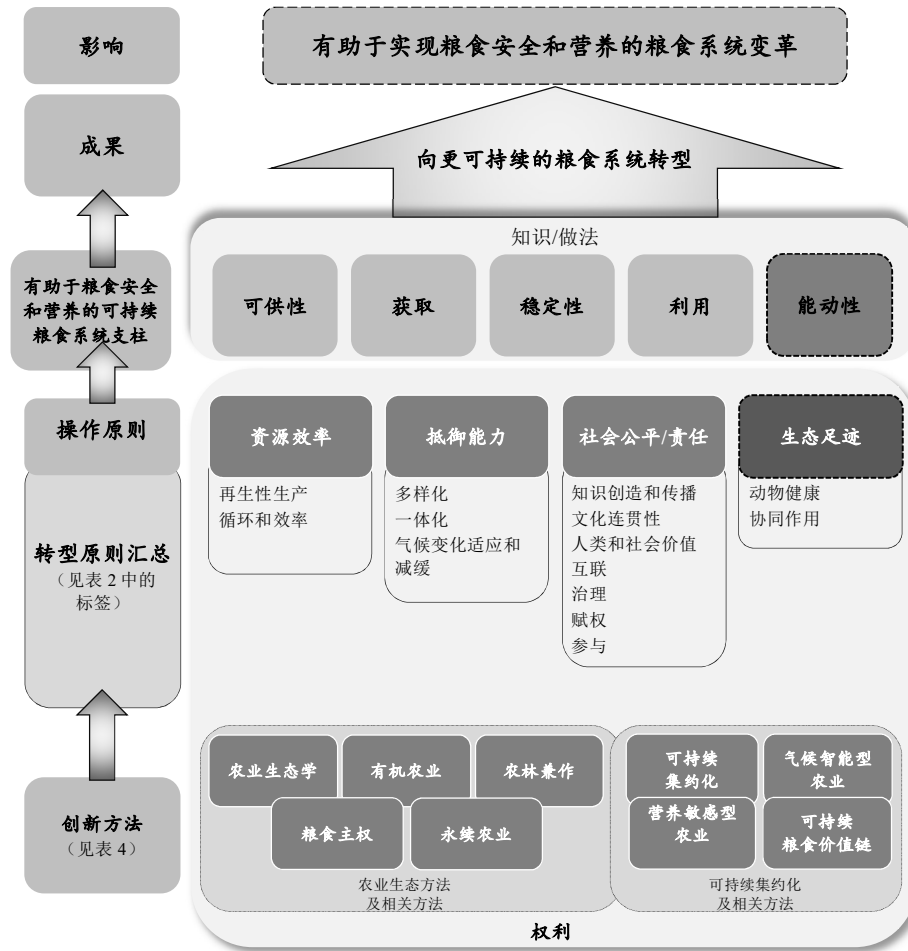 影响
有助于实现粮食安全和营养的粮食系统变革
成果
向更可持续的粮食系统转型
知识/做法
有助于粮食安全
和营养的可持续
粮食系统支柱
可供性
获取
稳定性
利用
能动性
操作原则
资源效率
抵御能力
社会公平/责任
生态足迹
再生性生产
循环和效率
多样化
一体化
气候变化适应和
减缓
知识创造和传播
文化连贯性
人类和社会价值
互联
治理
赋权
参与
动物健康
协同作用
转型原则汇总
（见表 2 中的
标签）
创新方法
（见表 4）
农业生态学
有机农业
农林兼作
粮食主权
永续农业
农业生态方法
及相关方法
可持续
集约化
气候智能型
农业
营养敏感型
农业
可持续
粮食价值链
可持续集约化
及相关方法
权利